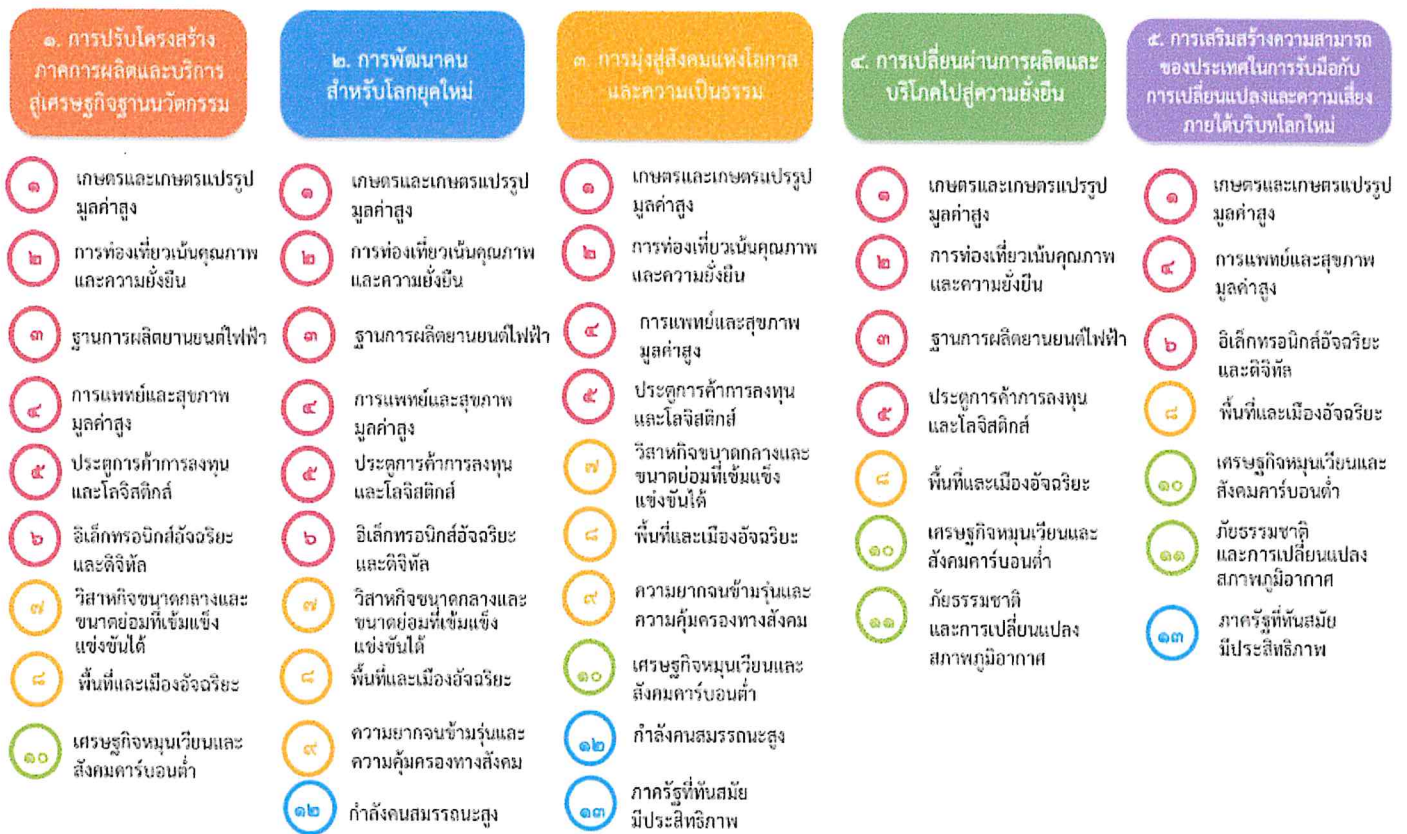 ๑. การปรับโครงสร้าง
ภาคการผลิตและบริการ
สู่เศรษฐกิจฐานนวัตกรรม
๑
เกษตรและเกษตรแปรรูป
มูลค่าสูง
๒
การท่องเที่ยวเน้นคุณภาพ
และความยั่งยืน
๓
ฐานการผลิตยานยนต์ไฟฟ้า
๔
การแพทย์และสุขภาพ
มูลค่าสูง
๕
ประตูการค้าการลงทุน
และโลจิสติกส์
๖
อิเล็กทรอนิกส์อัจฉริยะ
และดิจิทัล
๗
วิสาหกิจขนาดกลางและ
ขนาดย่อมที่เข้มแข็ง
แข่งขันได้
๘
พื้นที่และเมืองอัจฉริยะ
๑๐
เศรษฐกิจหมุนเวียนและ
สังคมคาร์บอนต่ำ
๒. การพัฒนาคน
สำหรับโลกยุคใหม่
๑
เกษตรและเกษตรแปรรูป
มูลค่าสูง
๒
การท่องเที่ยวเน้นคุณภาพ
และความยั่งยืน
๓
ฐานการผลิตยานยนต์ไฟฟ้า
๔
การแพทย์และสุขภาพ
มูลค่าสูง
๕
ประตูการค้าการลงทุน
และโลจิสติกส์
๖
อิเล็กทรอนิกส์อัจฉริยะ
และดิจิทัล
๗
วิสาหกิจขนาดกลางและ
ขนาดย่อมที่เข้มแข็ง
แข่งขันได้
๘
พื้นที่และเมืองอัจฉริยะ
๙
ความยากจนข้ามรุ่นและ
ความคุ้มครองทางสังคม
๑๒
กำลังคนสมรรถนะสูง
๓. การมุ่งสู่สังคมแห่งโอกาส
และความเป็นธรรม
๑
เกษตรและเกษตรแปรรูป
มูลค่าสูง
๒
การท่องเที่ยวเน้นคุณภาพ
และความยั่งยืน
๔
การแพทย์และสุขภาพ
มูลค่าสูง
๕
ประตูการค้าการลงทุน
และโลจิสติกส์
๗
วิสาหกิจขนาดกลางและ
ขนาดย่อมที่เข้มแข็ง
แข่งขันได้
๘
พื้นที่และเมืองอัจฉริยะ
๙
ความยากจนข้ามรุ่นและ
ความคุ้มครองทางสังคม
๑๐
เศรษฐกิจหมุนเวียนและ
สังคมคาร์บอนต่ำ
๑๒
กำลังคนสมรรถนะสูง
๑๓
ภาครัฐที่ทันสมัย
มีประสิทธิภาพ
๔. การเปลี่ยนผ่านการผลิตและ
บริโภคไปสู่ความยั่งยืน
๑
เกษตรและเกษตรแปรรูป
มูลค่าสูง
๒
การท่องเที่ยวเน้นคุณภาพ
และความยั่งยืน
๓
ฐานการผลิตยานยนต์ไฟฟ้า
๕
ประตูการค้าการลงทุน
และโลจิสติกส์
๘
พื้นที่และเมืองอัจฉริยะ
๑๐
เศรษฐกิจหมุนเวียนและ
สังคมคาร์บอนต่ำ
๑๑
ภัยธรรมชาติ
และการเปลี่ยนแปลง
สภาพภูมิอากาศ
๕. การเสริมสร้างความสามารถ
ของประเทศในการรับมือกับ
การเปลี่ยนแปลงและความเสี่ยง
ภายใต้บริบทโลกใหม่
๑
เกษตรและเกษตรแปรรูป
มูลค่าสูง
๔
การแพทย์และสุขภาพ
มูลค่าสูง
๖
อิเล็กทรอนิกส์อัจฉริยะ
และดิจิทัล
๘
พื้นที่และเมืองอัจฉริยะ
๑๐
เศรษฐกิจหมุนเวียนและ
สังคมคาร์บอนต่ำ
๑๑
ภัยธรรมชาติ
และการเปลี่ยนแปลง
สภาพภูมิอากาศ
๑๓
ภาครัฐที่ทันสมัย
มีประสิทธิภาพ